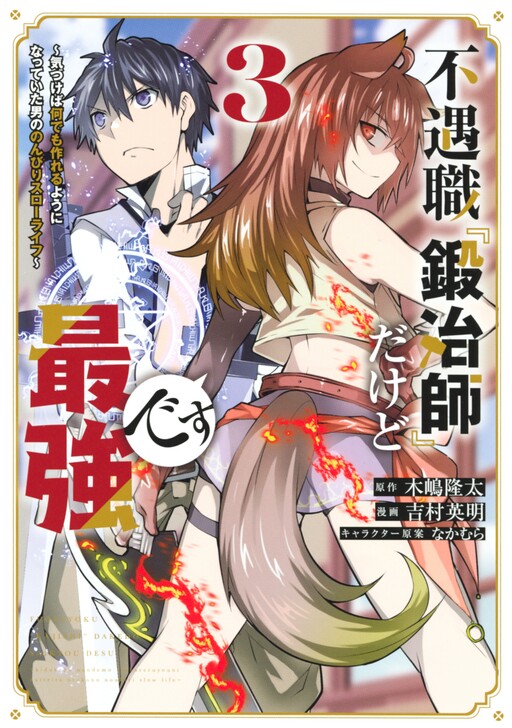 不遇職『鍛冶師』
だけど
最強
です
3
～気づけば何でも作れるように
なっていた男ののんびりスローライフ～
原作 木嶋隆太
漫画 吉村英明
キャラクター原案 なかむら